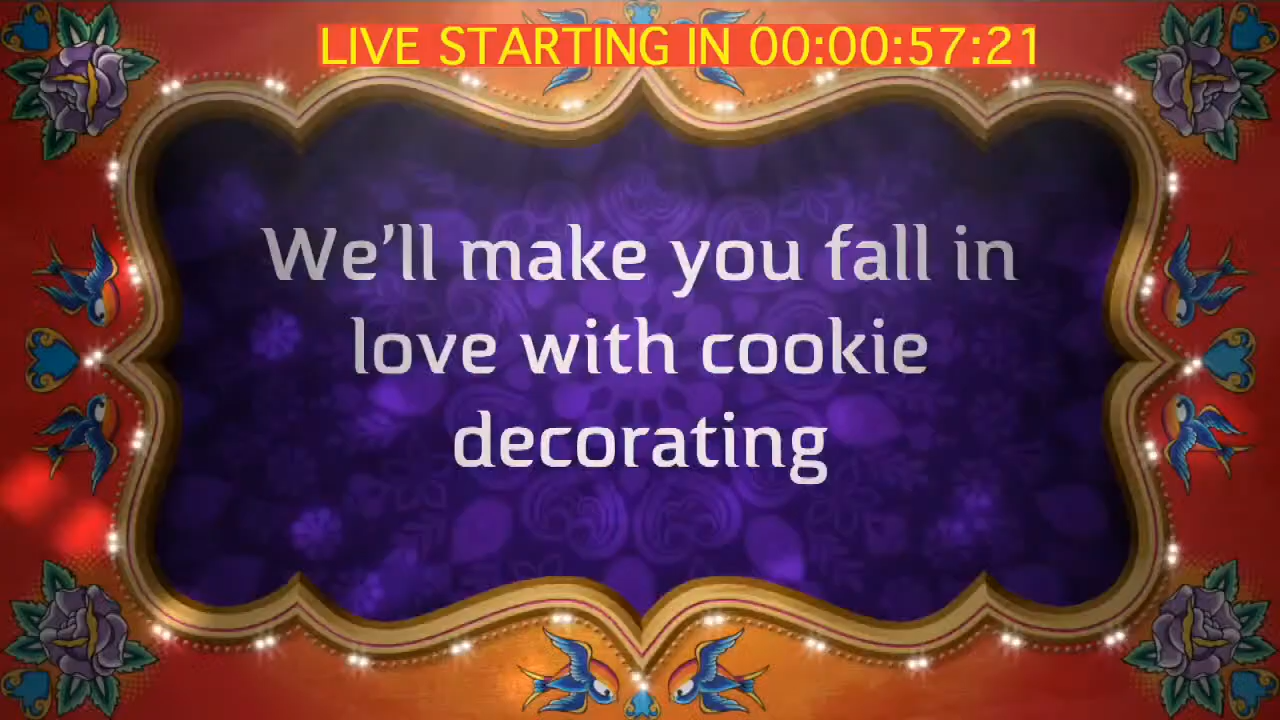 LIVE STARTING IN 00:00:57:21
We'll make you fall in
love with cookie
decorating